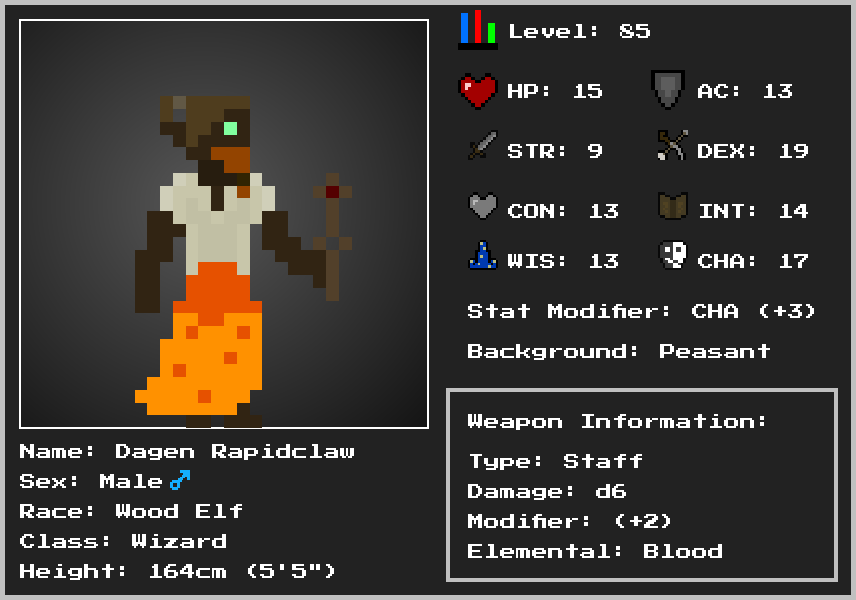 Level: 85
HP: 15 AC: 13
STR: 9 DEX: 19
CON: 13 INT: 14
WIS: 13 CHA: 17
Stat Modifier: CHA (+3)
Background: Peasant
Weapon Information:
Type: Staff
Damage: d6
Modifier: (+2)
Elemental: Blood
Name: Dagen Rapidclaw
Sex: Male♂
Race: Wood Elf
Class: Wizard
Height: 164cm (5'5")